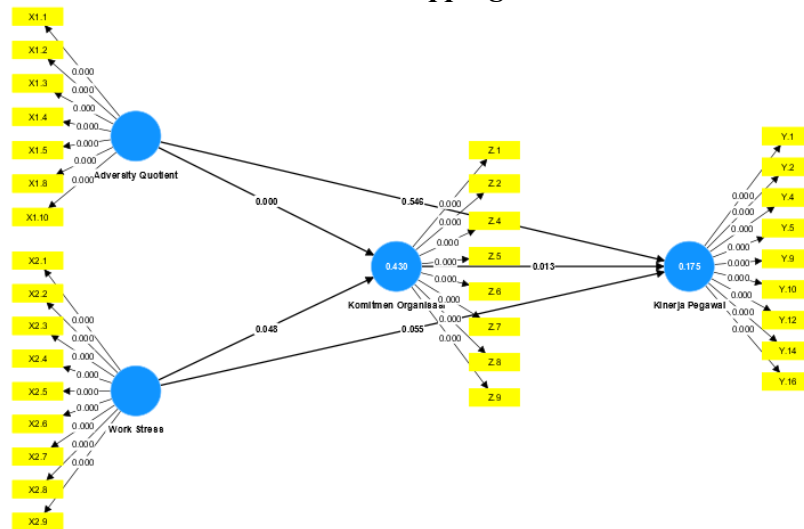 pping
X1.1
X1.2
X1.3
X1.4
X1.5
X1.8
X1.10
0.000
0.000
0.000
0.000
0.000
0.000
0.000
Adversity Quotient
X2.1
X2.2
X2.3
X2.4
X2.5
X2.6
X2.7
X2.8
X2.9
0.000
0.000
0.000
0.000
0.000
0.000
0.000
0.000
0.000
Work Stress
0.000
0.546
0.048
0.013
0.055
0.430
Komitmen Organisasi
Z.1
Z.2
Z.4
Z.5
Z.6
Z.7
Z.8
Z.9
0.000
0.000
0.000
0.000
0.000
0.000
0.000
0.000
0.175
Kinerja Pegawai
Y.1
Y.2
Y.4
Y.5
Y.9
Y.10
Y.12
Y.14
Y.16
0.000
0.000
0.000
0.000
0.000
0.000
0.000
0.000
0.000